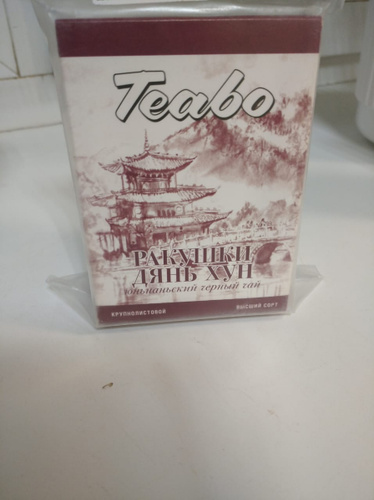 Teabo
РАКУШКИ
ДЯНЬ ХУН
юньнаньский черный чай
КРУПНОЛИСТОВОЙ
ВЫСШИЙ СОРТ